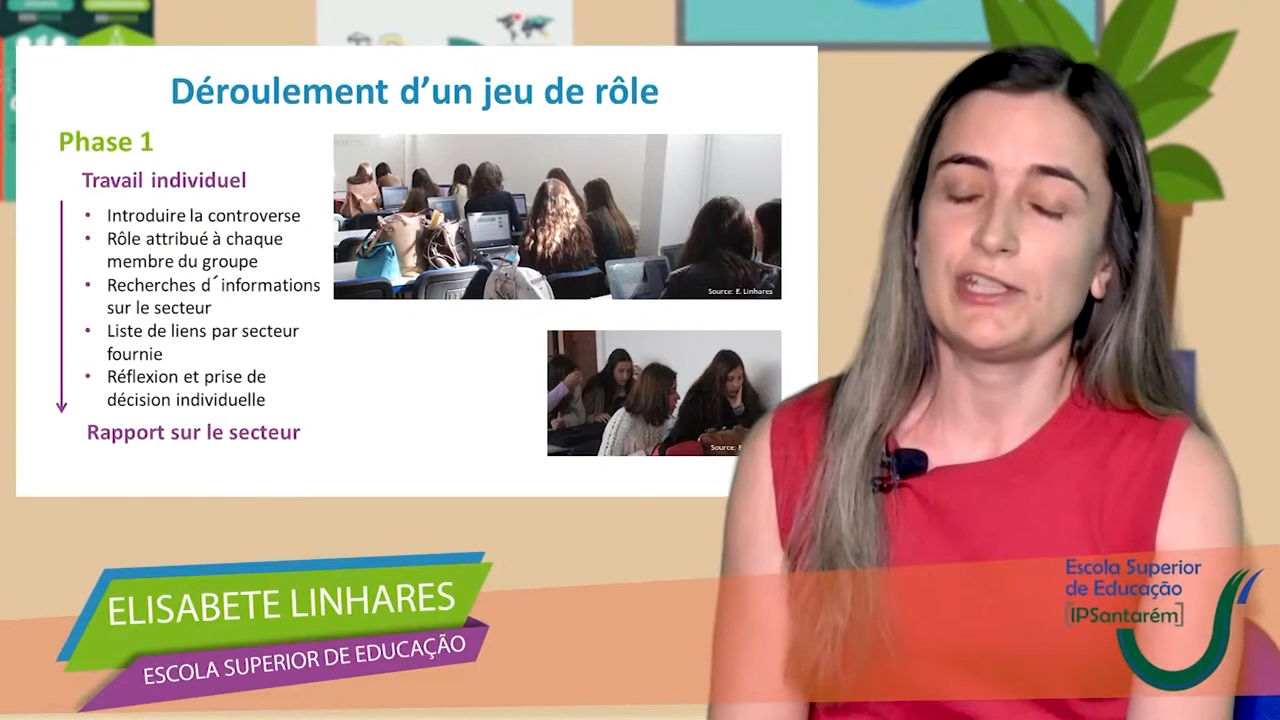 Déroulement d’un jeu de rôle
Phase 1
Travail individuel
• Introduire la controverse
• Rôle attribué à chaque
membre du groupe
• Recherches d´informations
sur le secteur
• Liste de liens par secteur
fournie
• Réflexion et prise de
décision individuelle
Rapport sur le secteur
Source: E. Linhares
Source:
ELISABETE LINHARES
ESCOLA SUPERIOR DE EDUCAÇÃO
Escola Superior
de Educação
[IPSantarém]